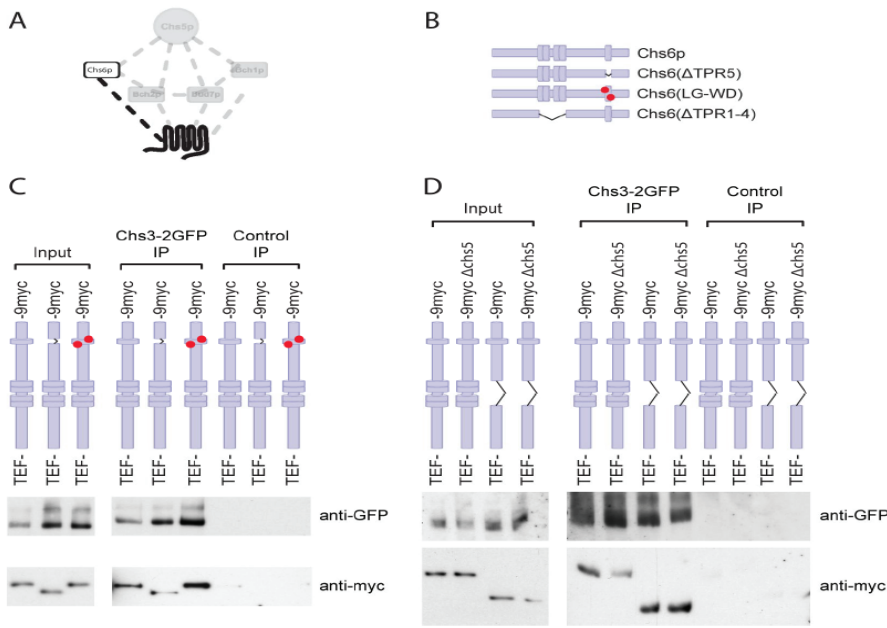 A
Chs5p
Chs6p
Bch1p
Bch2p
Bud7p
B
Chs6p
Chs6(ΔTPR5)
Chs6(LG-WD)
Chs6(ΔTPR1-4)
C
Input
Chs3-2GFP
IP
Control
IP
-9myc
-9myc
-9myc
-9myc
-9myc
-9myc
-9myc
-9myc
-9myc
TEF-
TEF-
TEF-
TEF-
TEF-
TEF-
TEF-
TEF-
TEF-
anti-GFP
anti-myc
D
Input
Chs3-2GFP
IP
Control
IP
-9myc
-9myc Δchs5
-9myc
-9myc Δchs5
-9myc
-9myc Δchs5
-9myc
-9myc Δchs5
-9myc
-9myc Δchs5
-9myc
-9myc Δchs5
TEF-
TEF-
TEF-
TEF-
TEF-
TEF-
TEF-
TEF-
TEF-
TEF-
TEF-
TEF-
anti-GFP
anti-myc